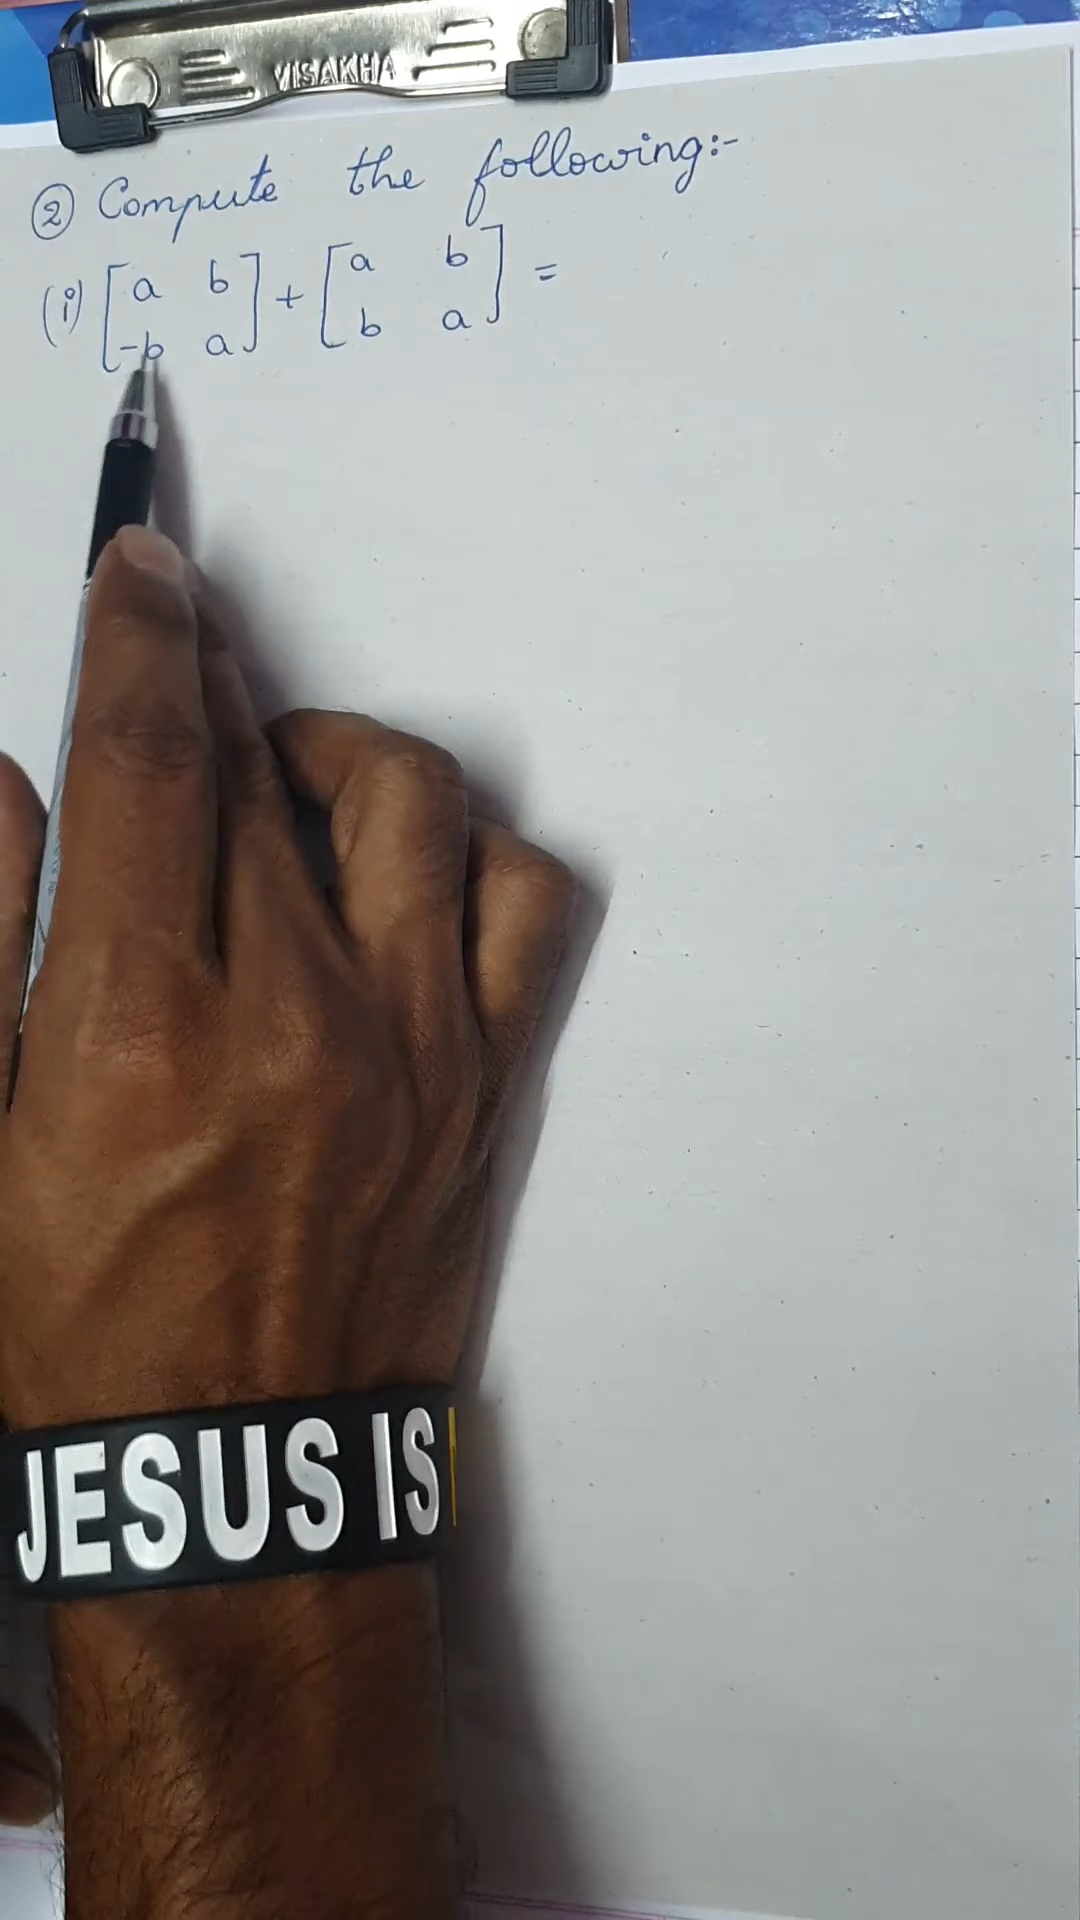 VISAKHA
② Compute the following:-
(i) [a b] + [a b] =
[-b a] [b a]
JESUS IS